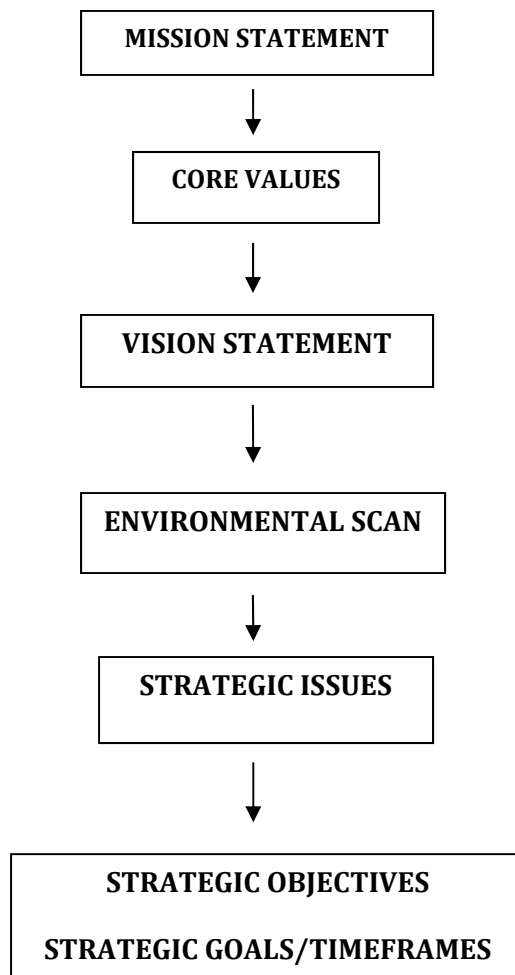 MISSION STATEMENT
CORE VALUES
VISION STATEMENT
ENVIRONMENTAL SCAN
STRATEGIC ISSUES
STRATEGIC OBJECTIVES
STRATEGIC GOALS/TIMEFRAMES